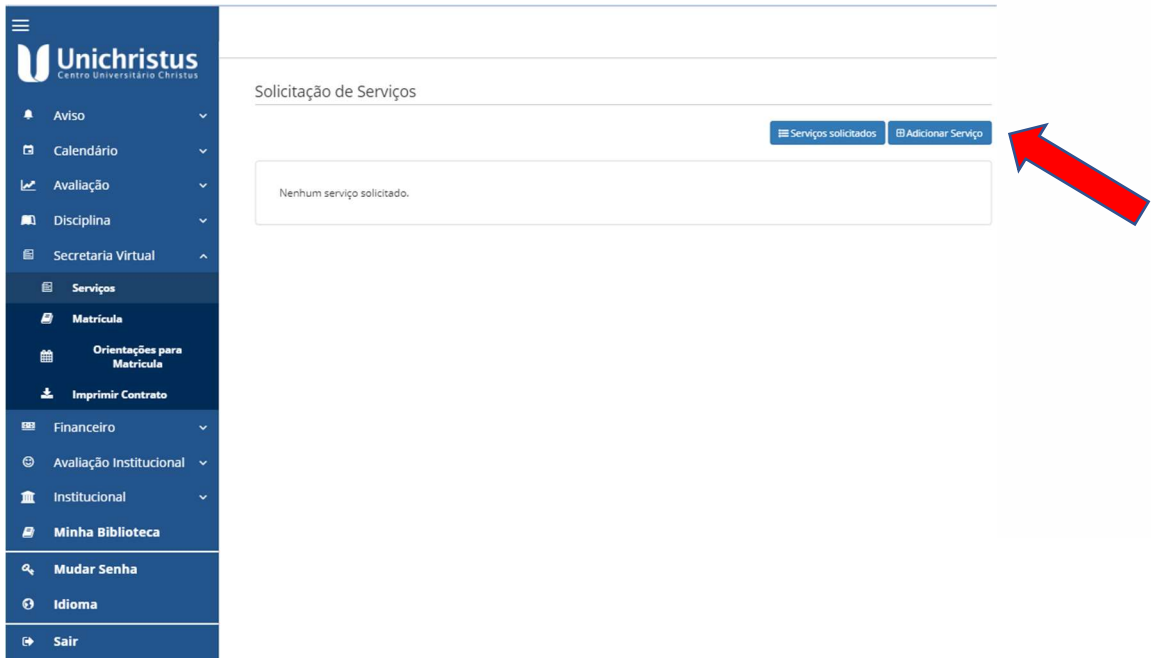 Unichristus
Centro Universitário Christus
Aviso
Calendário
Avaliação
Disciplina
Secretaria Virtual
Serviços
Matrícula
Orientações para
Matricula
Imprimir Contrato
Financeiro
Avaliação Institucional
Institucional
Minha Biblioteca
Mudar Senha
Idioma
Sair
Solicitação de Serviços
Serviços solicitados
Adicionar Serviço
Nenhum serviço solicitado.